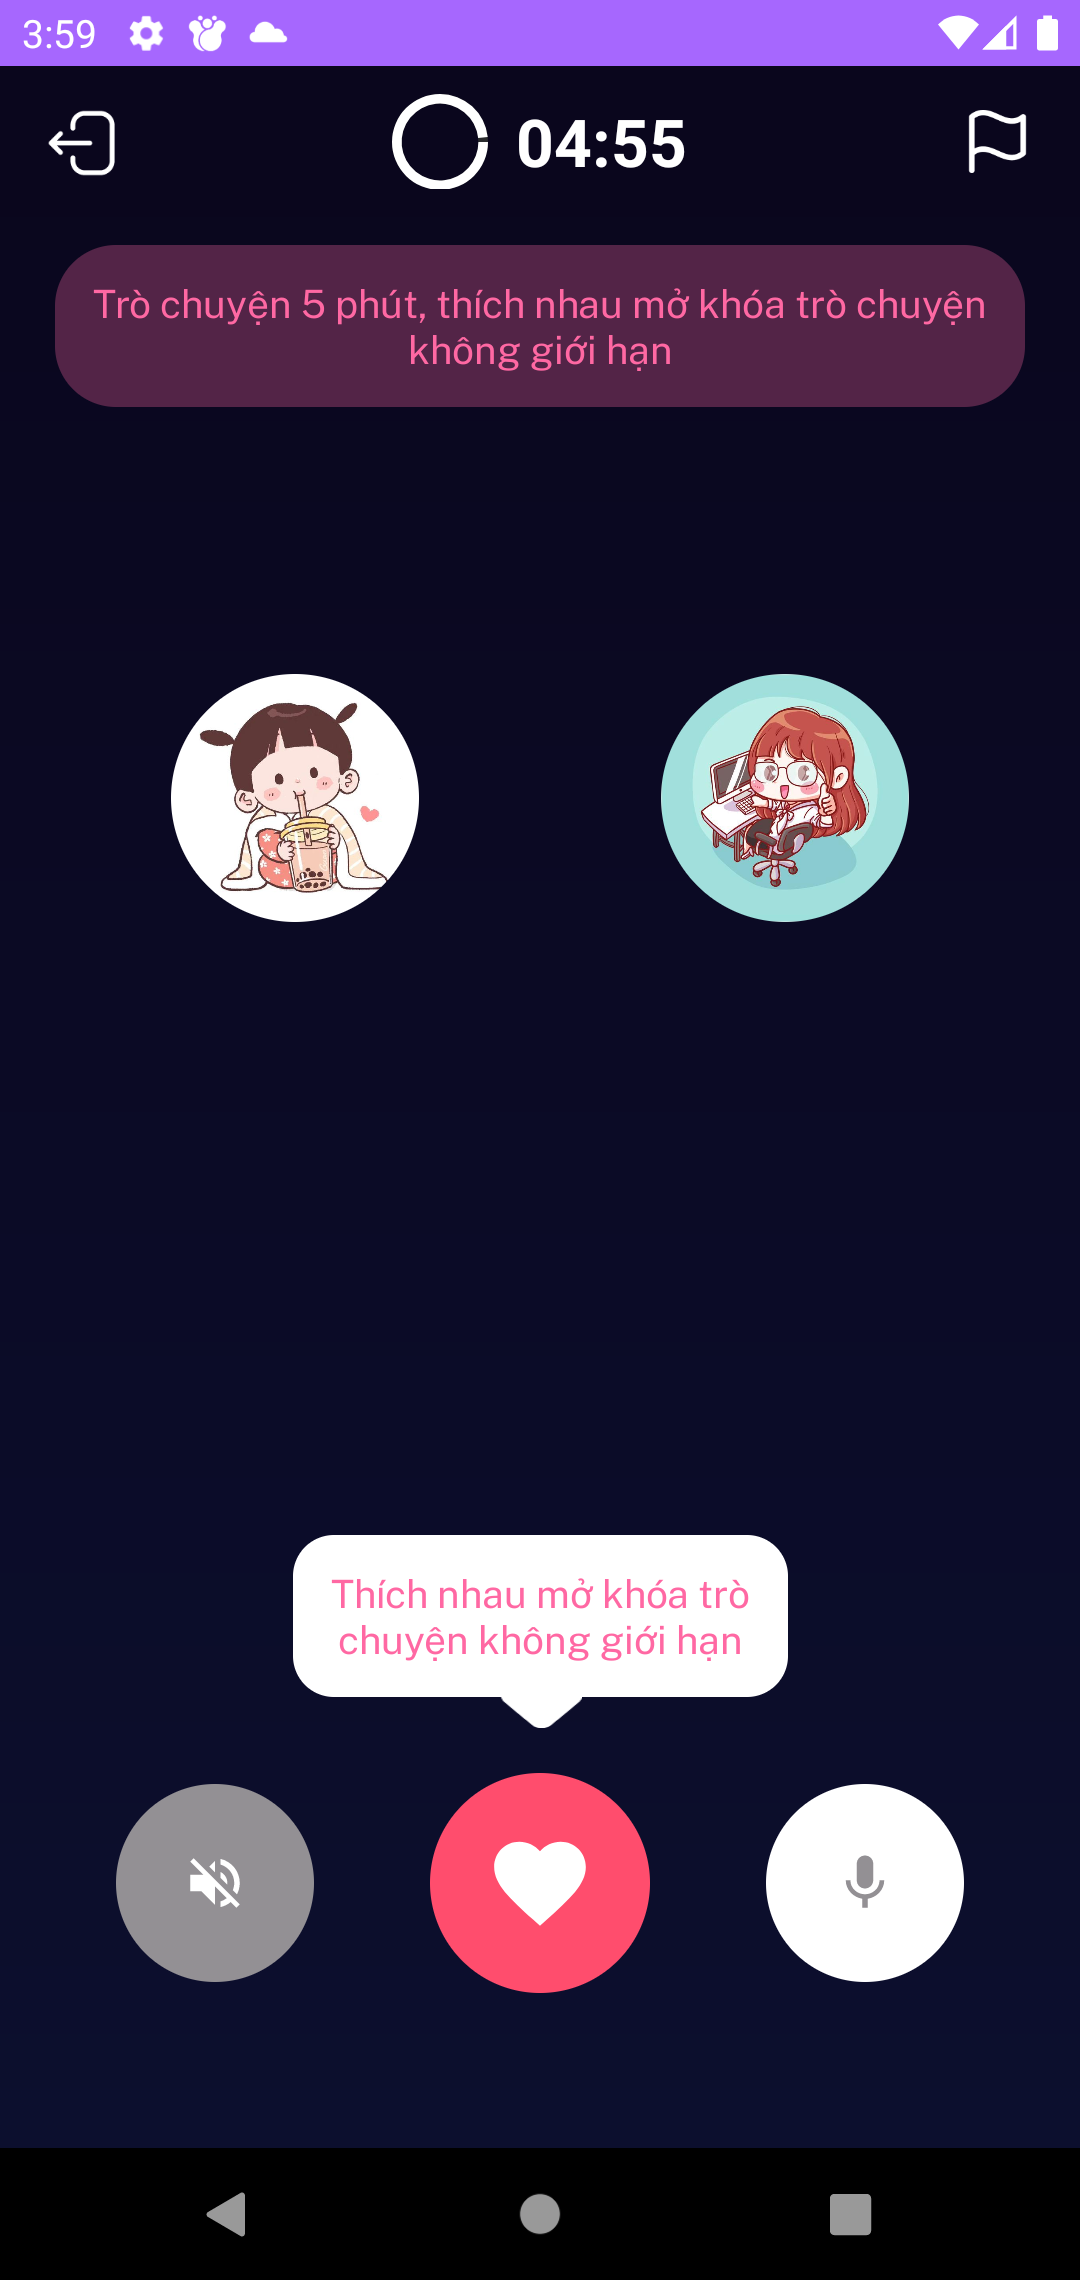 3:59
04:55
Trò chuyện 5 phút, thích nhau mở khóa trò chuyện
không giới hạn
Thích nhau mở khóa trò
chuyện không giới hạn